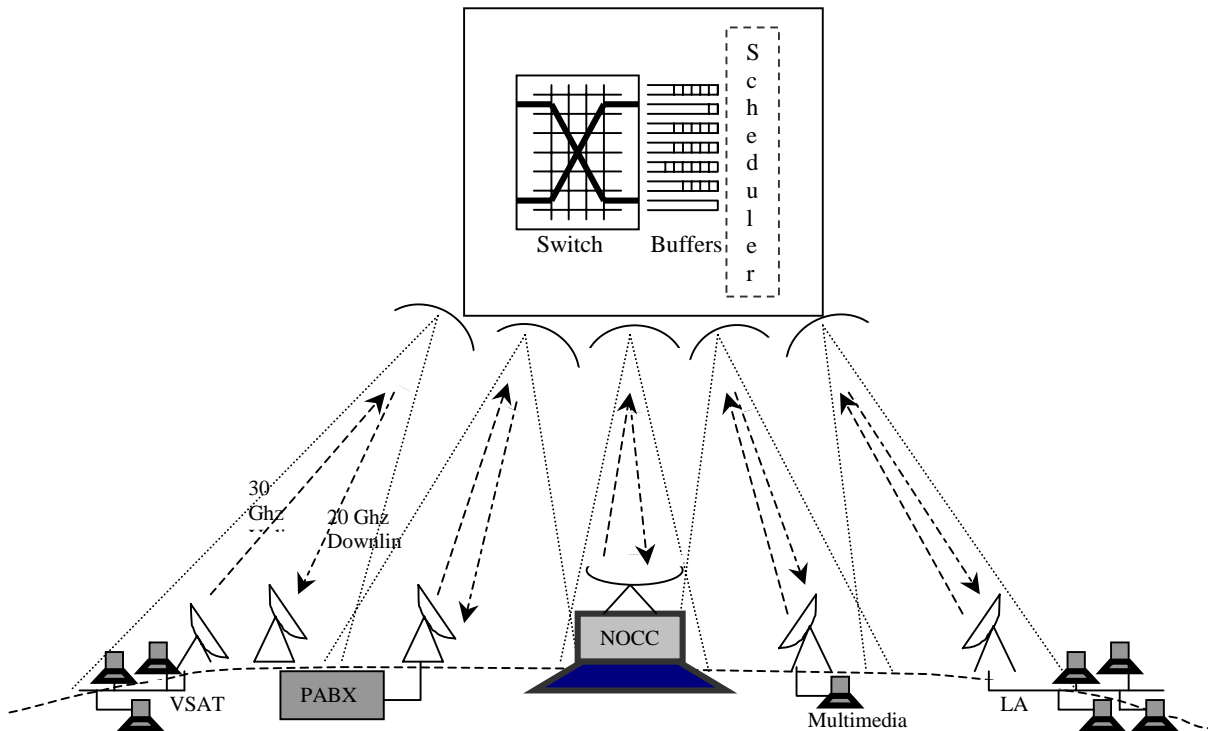 S
c
h
e
d
u
l
e
r
Switch
Buffers
30
Ghz
20 Ghz
Downlin
NOCC
PABX
VSAT
Multimedia
LA